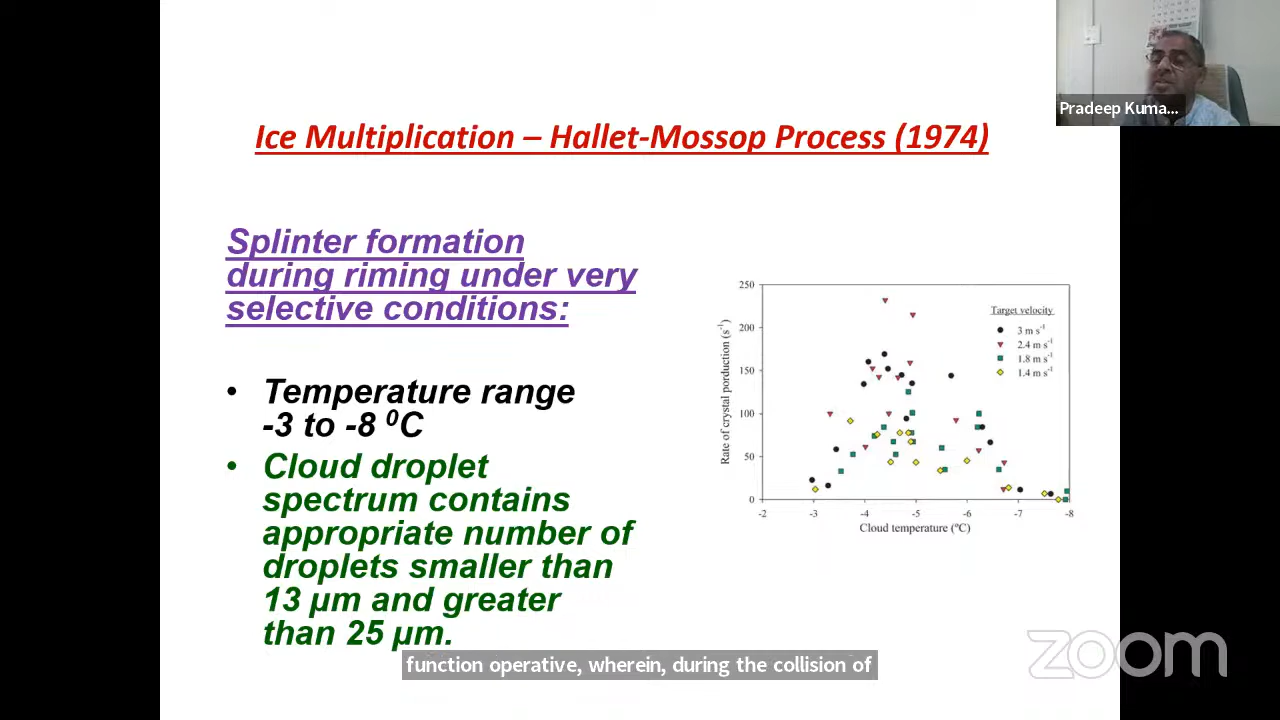 Pradeep Kuma...
Ice Multiplication – Hallet-Mossop Process (1974)
Splinter formation
during riming under very
selective conditions:
• Temperature range
-3 to -8 ⁰C
• Cloud droplet
spectrum contains
appropriate number of
droplets smaller than
13 µm and greater
than 25 µm.
Rate of crystal porduction (s⁻¹)
250
200
150
100
50
0
-2 -3 -4 -5 -6 -7 -8
Cloud temperature (ºC)
Target velocity
3 m s⁻¹
2.4 m s⁻¹
1.8 m s⁻¹
1.4 m s⁻¹
function operative, wherein, during the collision of
zoom